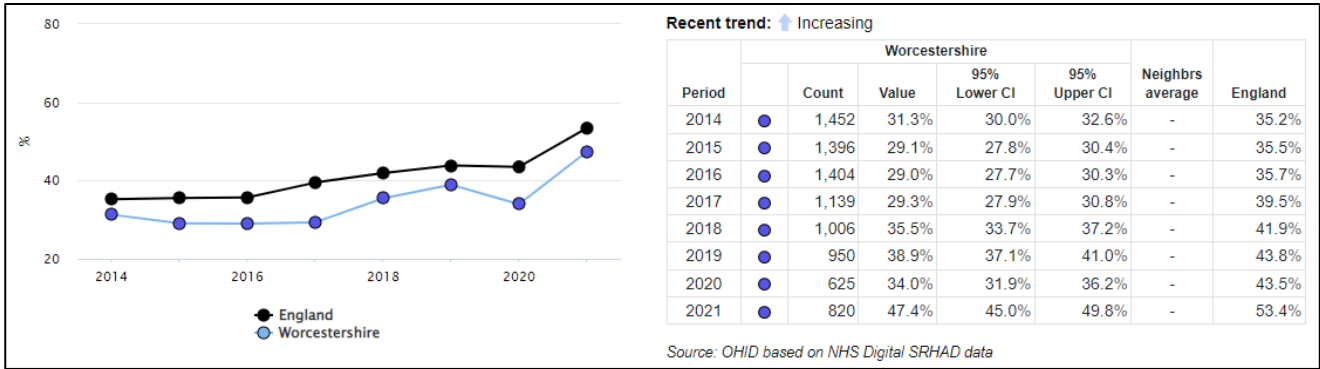 80
60
%
40
20
2014
2016
2018
2020
England
Worcestershire
Recent trend: Increasing
Worcestershire
Period Count Value 95% Lower CI 95% Upper CI Neighbrs average England
2014 1,452 31.3% 30.0% 32.6% - 35.2%
2015 1,396 29.1% 27.8% 30.4% - 35.5%
2016 1,404 29.0% 27.7% 30.3% - 35.7%
2017 1,139 29.3% 27.9% 30.8% - 39.5%
2018 1,006 35.5% 33.7% 37.2% - 41.9%
2019 950 38.9% 37.1% 41.0% - 43.8%
2020 625 34.0% 31.9% 36.2% - 43.5%
2021 820 47.4% 45.0% 49.8% - 53.4%
Source: OHID based on NHS Digital SRHAD data